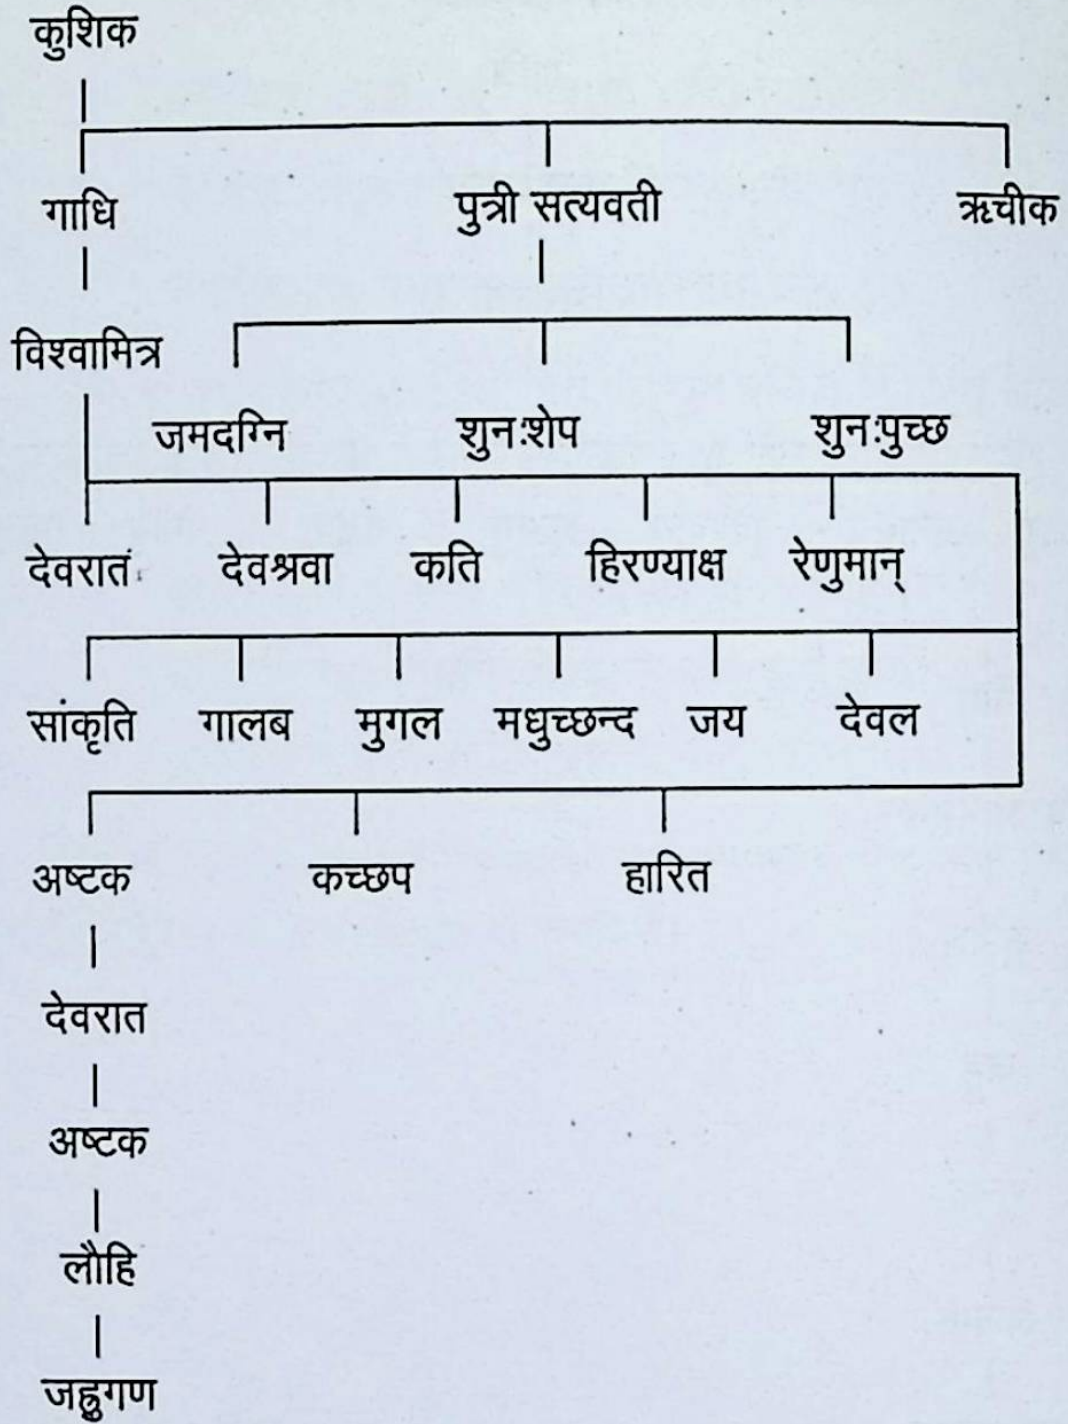 कुशिक
गाधि पुत्री सत्यवती ऋचीक
विश्वामित्र
जमदग्नि शुनःशेप शुनःपुच्छ
देवरातं देवश्रवा कति हिरण्याक्ष रेणुमान्
सांकृति गालब मुगल मधुच्छन्द जय देवल
अष्टक कच्छप हारित
देवरात
अष्टक
लौहि
जह्नुगण